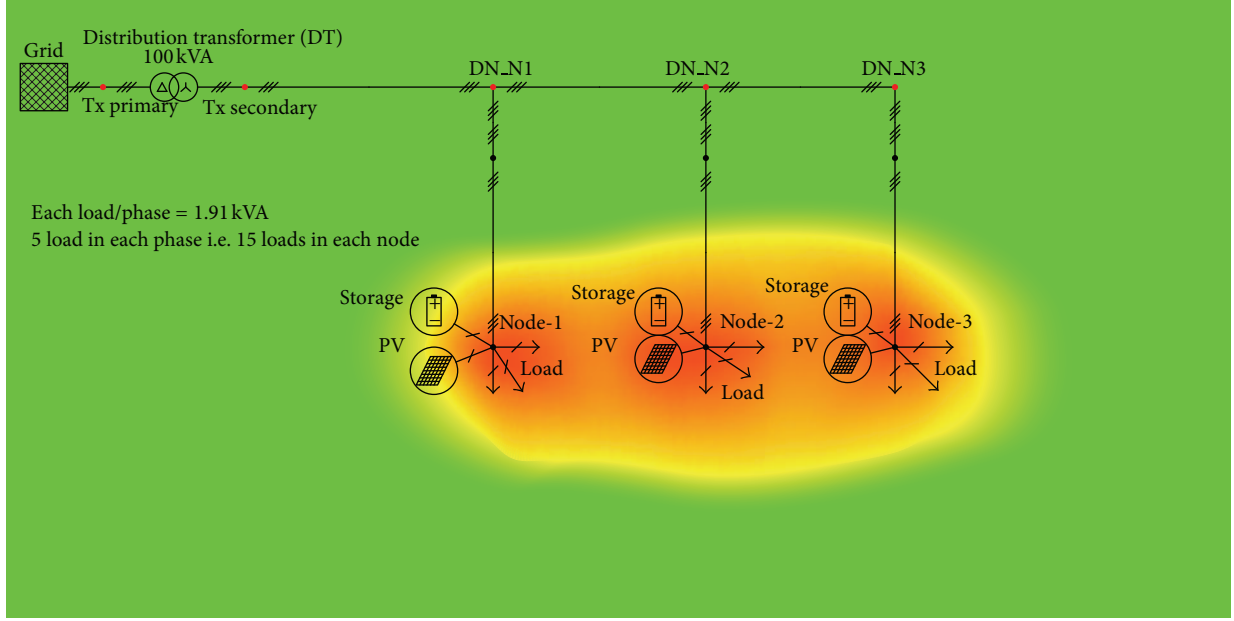 Distribution transformer (DT)
Grid
100 kVA
DN_N1
DN_N2
DN_N3
Tx primary
Tx secondary
Each load/phase = 1.91 kVA
5 load in each phase i.e. 15 loads in each node
Storage
Storage
Storage
Node-1
Node-2
Node-3
PV
PV
PV
Load
Load
Load